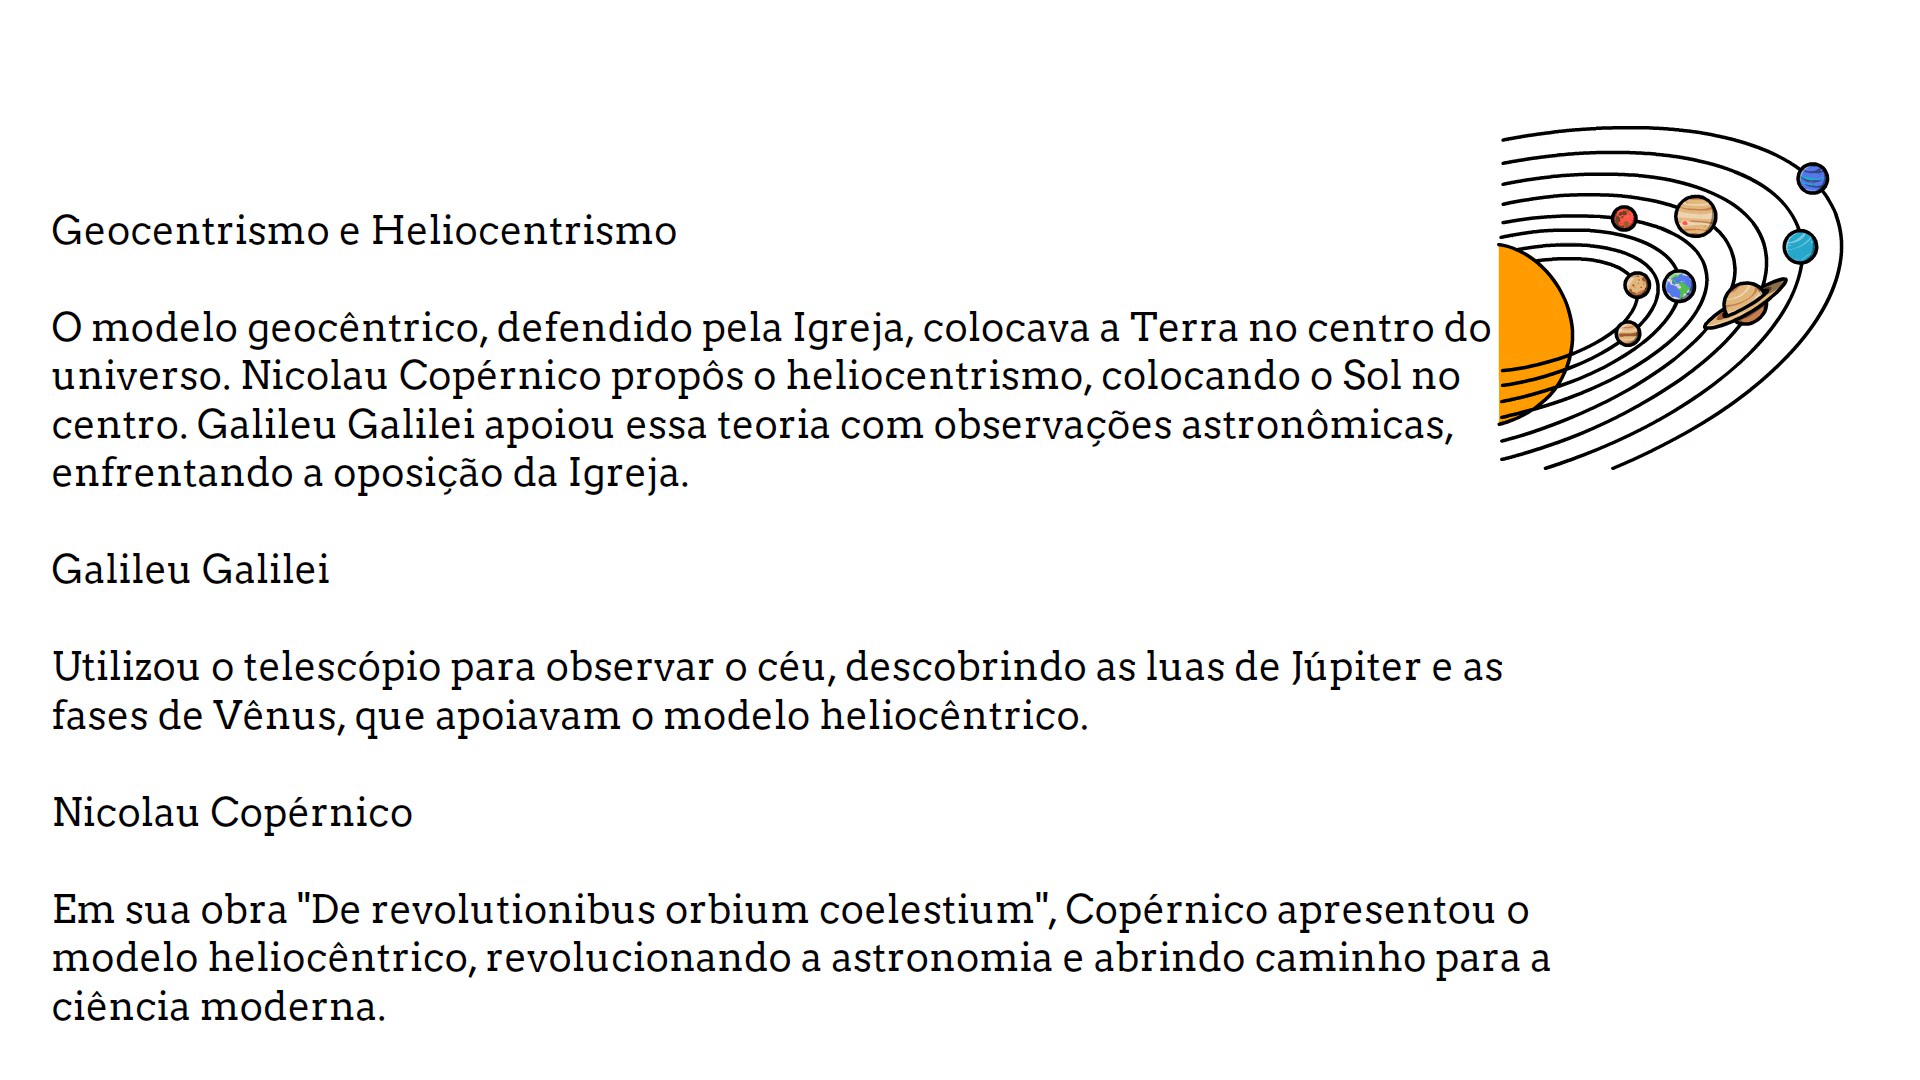 Geocentrismo e Heliocentrismo
O modelo geocêntrico, defendido pela Igreja, colocava a Terra no centro do
universo. Nicolau Copérnico propôs o heliocentrismo, colocando o Sol no
centro. Galileu Galilei apoiou essa teoria com observações astronômicas,
enfrentando a oposição da Igreja.
Galileu Galilei
Utilizou o telescópio para observar o céu, descobrindo as luas de Júpiter e as
fases de Vênus, que apoiavam o modelo heliocêntrico.
Nicolau Copérnico
Em sua obra "De revolutionibus orbium coelestium", Copérnico apresentou o
modelo heliocêntrico, revolucionando a astronomia e abrindo caminho para a
ciência moderna.